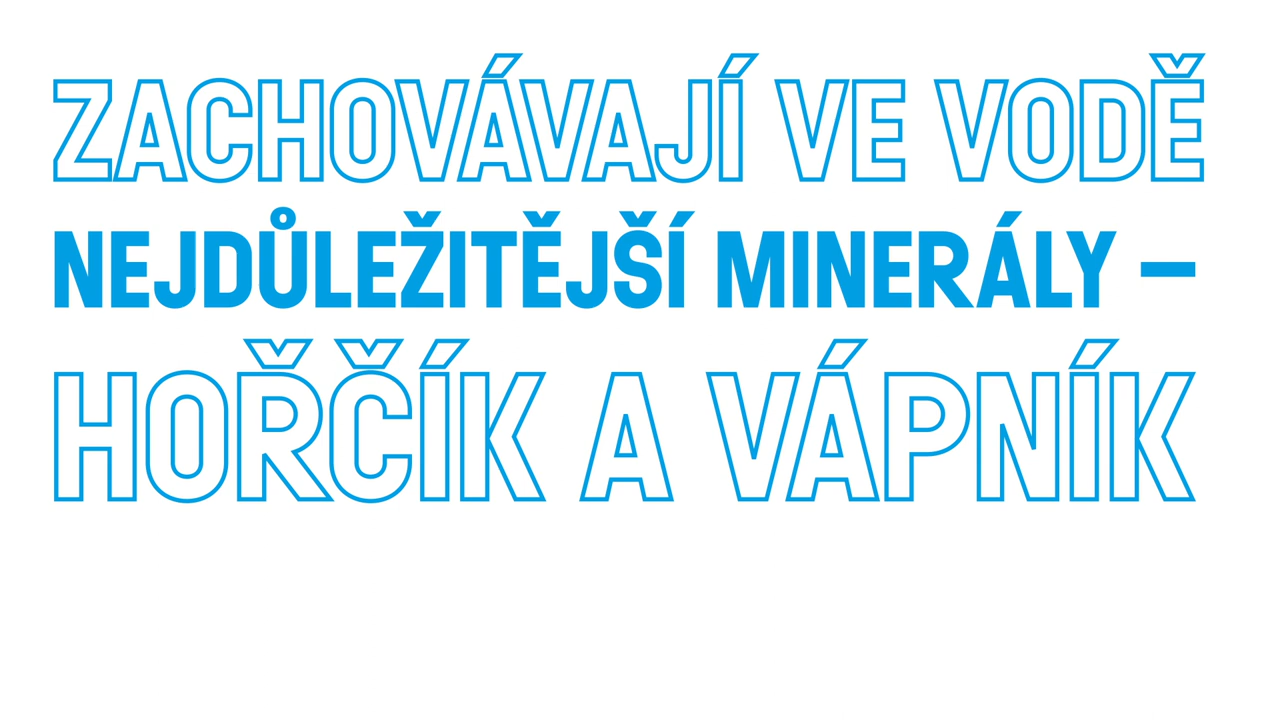 ZACHOVÁVAJÍ VE VODĚ
NEJDŮLEŽITĚJŠÍ MINERÁLY –
HOŘČÍK A VÁPNÍK